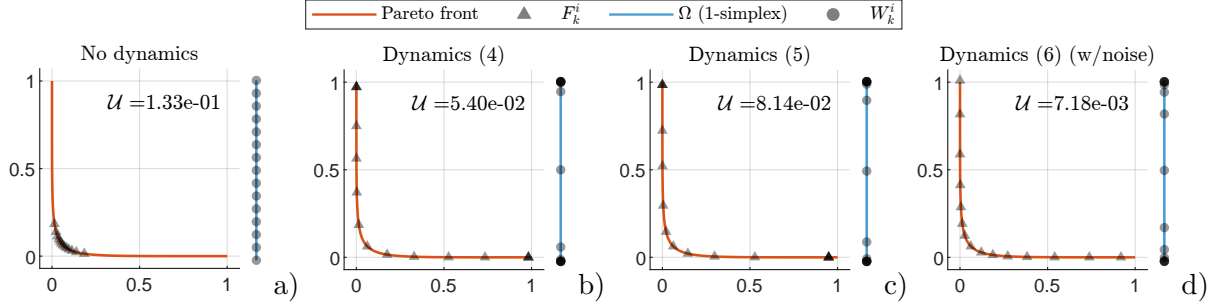 Pareto front F_k^i Ω (1-simplex) W_k^i
No dynamics
𝒰 =1.33e-01
1
0.5
0
0 0.5 1
a)
Dynamics (4)
𝒰 =5.40e-02
1
0.5
0
0 0.5 1
b)
Dynamics (5)
𝒰 =8.14e-02
1
0.5
0
0 0.5 1
c)
Dynamics (6) (w/noise)
𝒰 =7.18e-03
1
0.5
0
0 0.5 1
d)